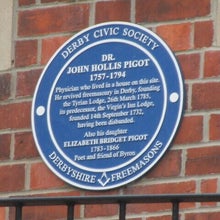 DERBY CIVIC SOCIETY
DR.
JOHN HOLLIS PIGOT
1757-1794
Physician who lived in a house on this site.
He revived freemasonry in Derby, founding
the Tyrian Lodge, 26th March 1785,
its predecessor, the Virgin's Inn Lodge,
founded 14th September 1732,
having been disbanded.
Also his daughter
ELIZABETH BRIDGET PIGOT
1783-1866
Poet and friend of Byron
DERBYSHIRE FREEMASONS